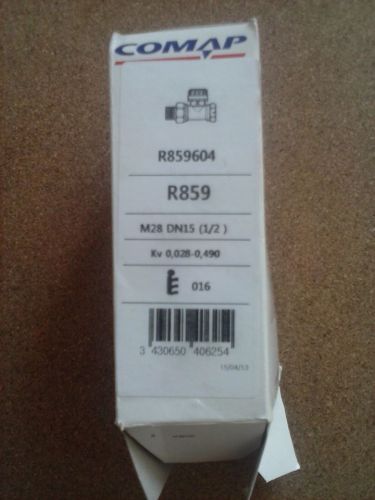 COMAP
R859604
R859
M28 DN15 (1/2 )
Kv 0,028-0,490
016
3 430650 406254
15/04/13